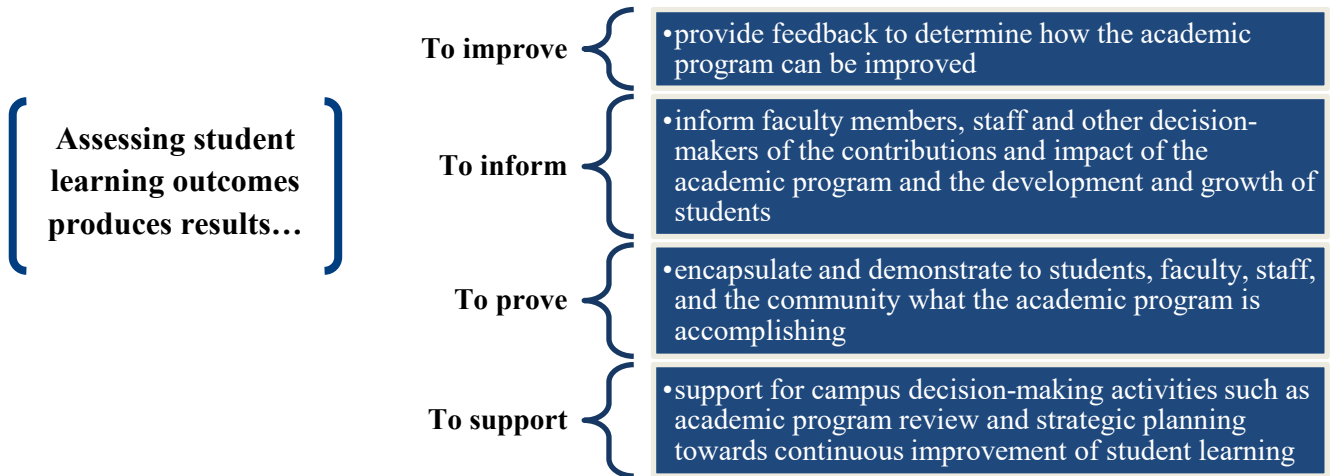 Assessing student
learning outcomes
produces results…
To improve
•provide feedback to determine how the academic
program can be improved
To inform
•inform faculty members, staff and other decision-
makers of the contributions and impact of the
academic program and the development and growth of
students
To prove
•encapsulate and demonstrate to students, faculty, staff,
and the community what the academic program is
accomplishing
To support
•support for campus decision-making activities such as
academic program review and strategic planning
towards continuous improvement of student learning